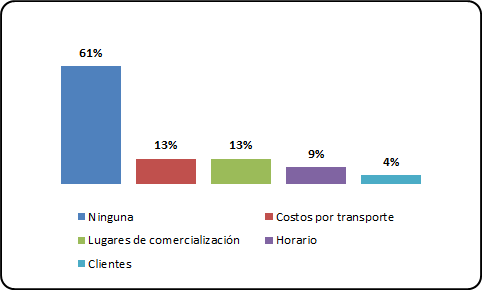 61%
13%
13%
9%
4%
Ninguna
Costos por transporte
Lugares de comercialización
Horario
Clientes